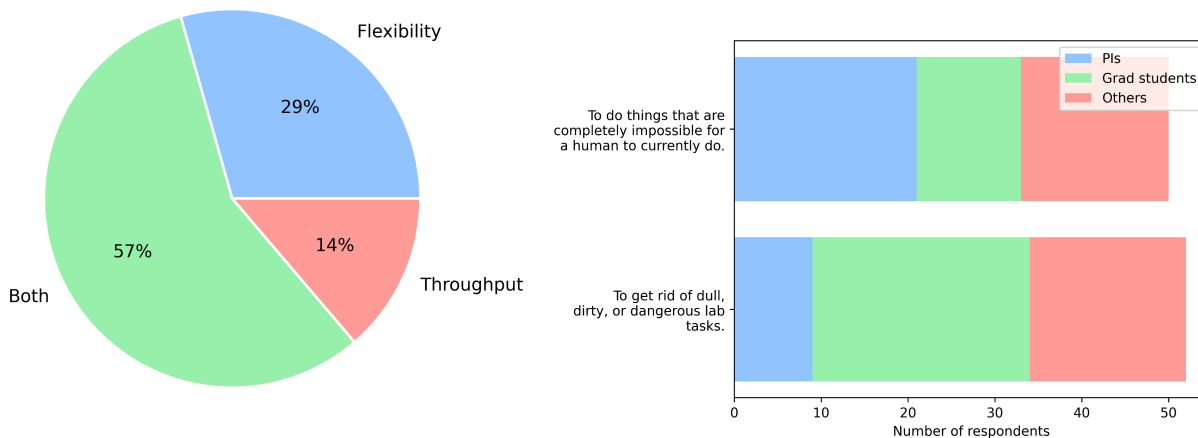 Flexibility
29%
57%
14%
Both
Throughput
To do things that are
completely impossible for
a human to currently do.
To get rid of dull,
dirty, or dangerous lab
tasks.
PIs
Grad students
Others
0 10 20 30 40 50
Number of respondents